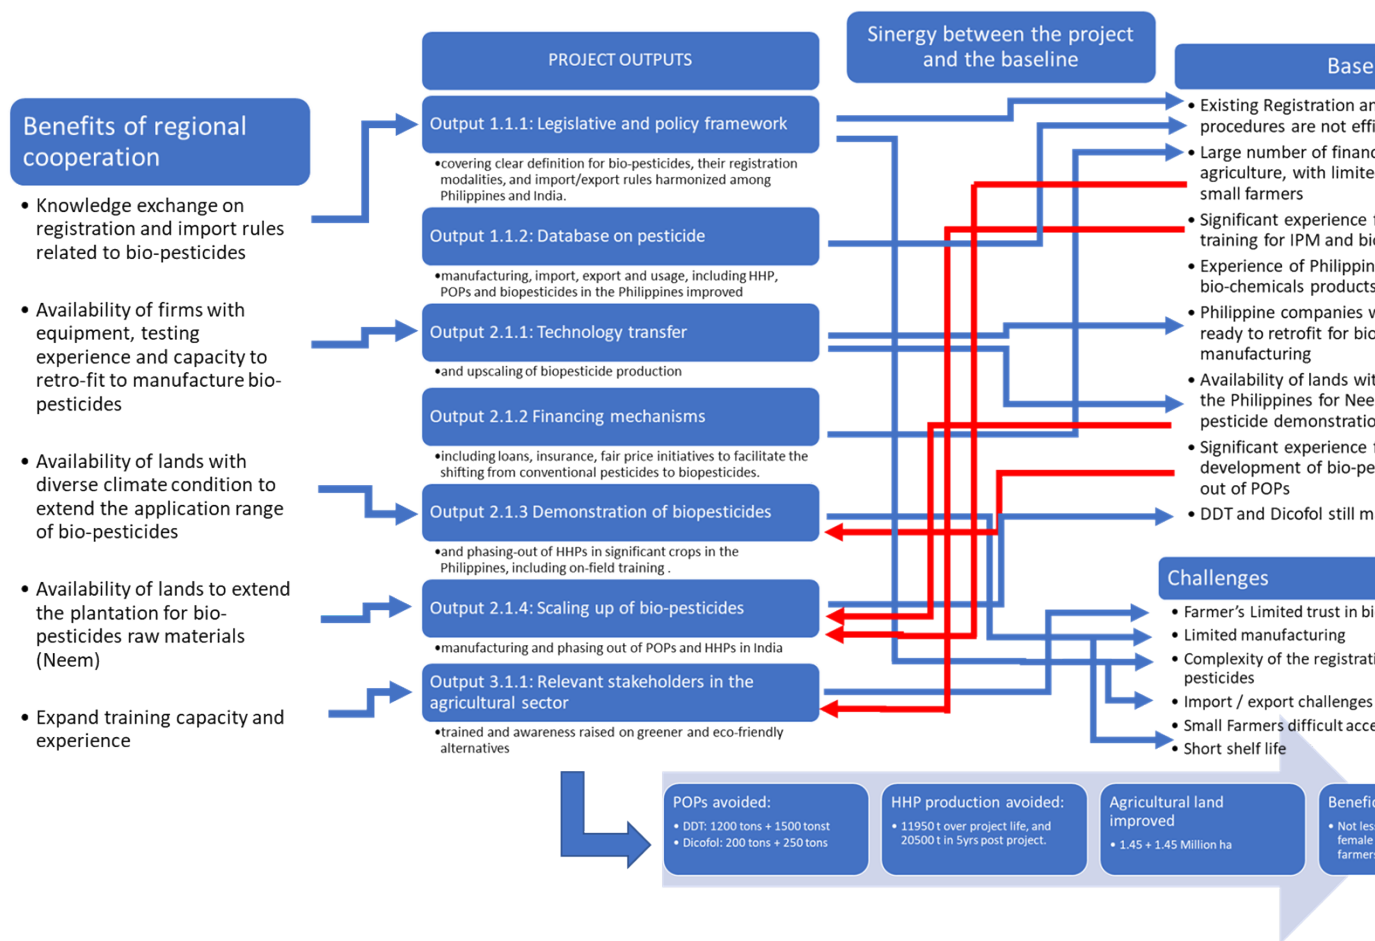 Benefits of regional
cooperation
• Knowledge exchange on
registration and import rules
related to bio-pesticides
• Availability of firms with
equipment, testing
experience and capacity to
retro-fit to manufacture bio-
pesticides
• Availability of lands with
diverse climate condition to
extend the application range
of bio-pesticides
• Availability of lands to extend
the plantation for bio-
pesticides raw materials
(Neem)
• Expand training capacity and
experience
PROJECT OUTPUTS
Output 1.1.1: Legislative and policy framework
•covering clear definition for bio-pesticides, their registration
modalities, and import/export rules harmonized among
Philippines and India.
Output 1.1.2: Database on pesticide
•manufacturing, import, export and usage, including HHP,
POPs and biopesticides in the Philippines improved
Output 2.1.1: Technology transfer
•and upscaling of biopesticide production
Output 2.1.2 Financing mechanisms
•including loans, insurance, fair price initiatives to facilitate the
shifting from conventional pesticides to biopesticides.
Output 2.1.3 Demonstration of biopesticides
•and phasing-out of HHPs in significant crops in the
Philippines, including on-field training .
Output 2.1.4: Scaling up of bio-pesticides
•manufacturing and phasing out of POPs and HHPs in India
Output 3.1.1: Relevant stakeholders in the
agricultural sector
•trained and awareness raised on greener and eco-friendly
alternatives
Sinergy between the project
and the baseline
Base
• Existing Registration an
procedures are not effi
• Large number of financ
agriculture, with limite
small farmers
• Significant experience f
training for IPM and bio
• Experience of Philippin
bio-chemicals products
• Philippine companies w
ready to retrofit for bio
manufacturing
• Availability of lands wit
the Philippines for Nee
pesticide demonstratio
• Significant experience f
development of bio-pe
out of POPs
• DDT and Dicofol still m
Challenges
• Farmer's Limited trust in bi
• Limited manufacturing
• Complexity of the registrati
pesticides
• Import / export challenges
• Small Farmers difficult acce
• Short shelf life
POPs avoided:
• DDT: 1200 tons + 1500 tonst
• Dicofol: 200 tons + 250 tons
HHP production avoided:
• 11950 t over project life, and
20500 t in 5yrs post project.
Agricultural land
improved
• 1.45 + 1.45 Million ha
Benefic
• Not less
female
farmers